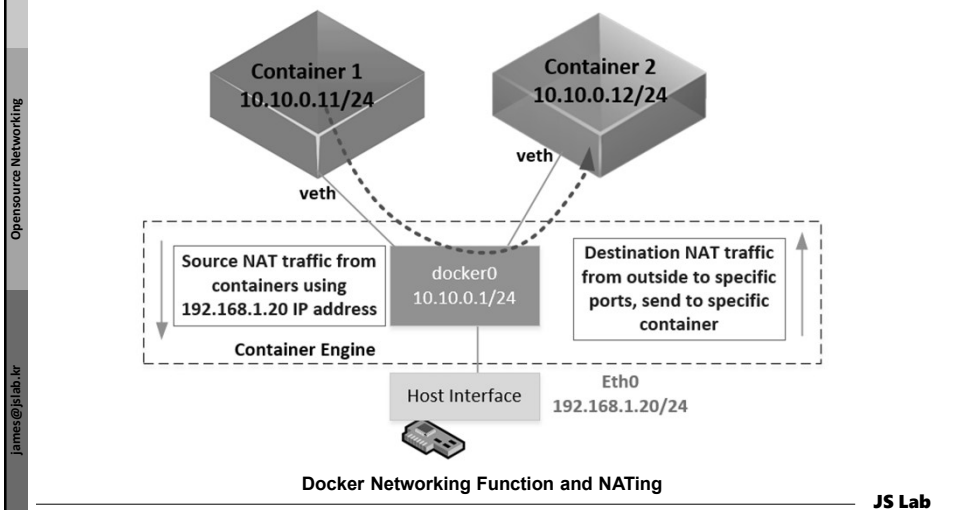 Opensource Networking
james@jslab.kr
Container 1
10.10.0.11/24
Container 2
10.10.0.12/24
veth
veth
Source NAT traffic from
containers using
192.168.1.20 IP address
docker0
10.10.0.1/24
Destination NAT traffic
from outside to specific
ports, send to specific
container
Container Engine
Host Interface
Eth0
192.168.1.20/24
Docker Networking Function and NATing
JS Lab